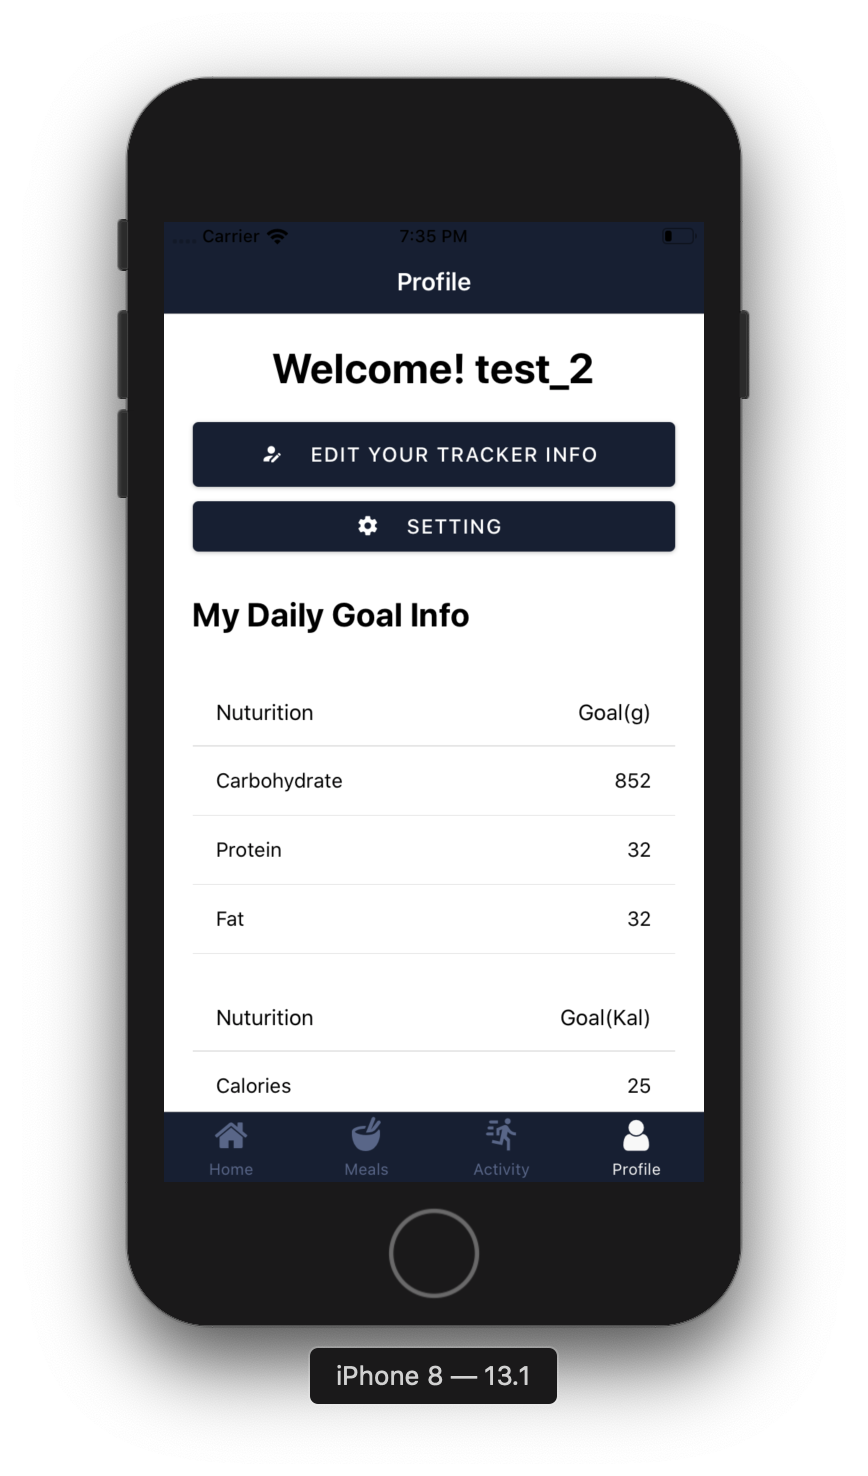 Carrier 7:35 PM
Profile
Welcome! test_2
EDIT YOUR TRACKER INFO
SETTING
My Daily Goal Info
Nuturition Goal(g)
Carbohydrate 852
Protein 32
Fat 32
Nuturition Goal(Kal)
Calories 25
Home Meals Activity Profile
iPhone 8 — 13.1